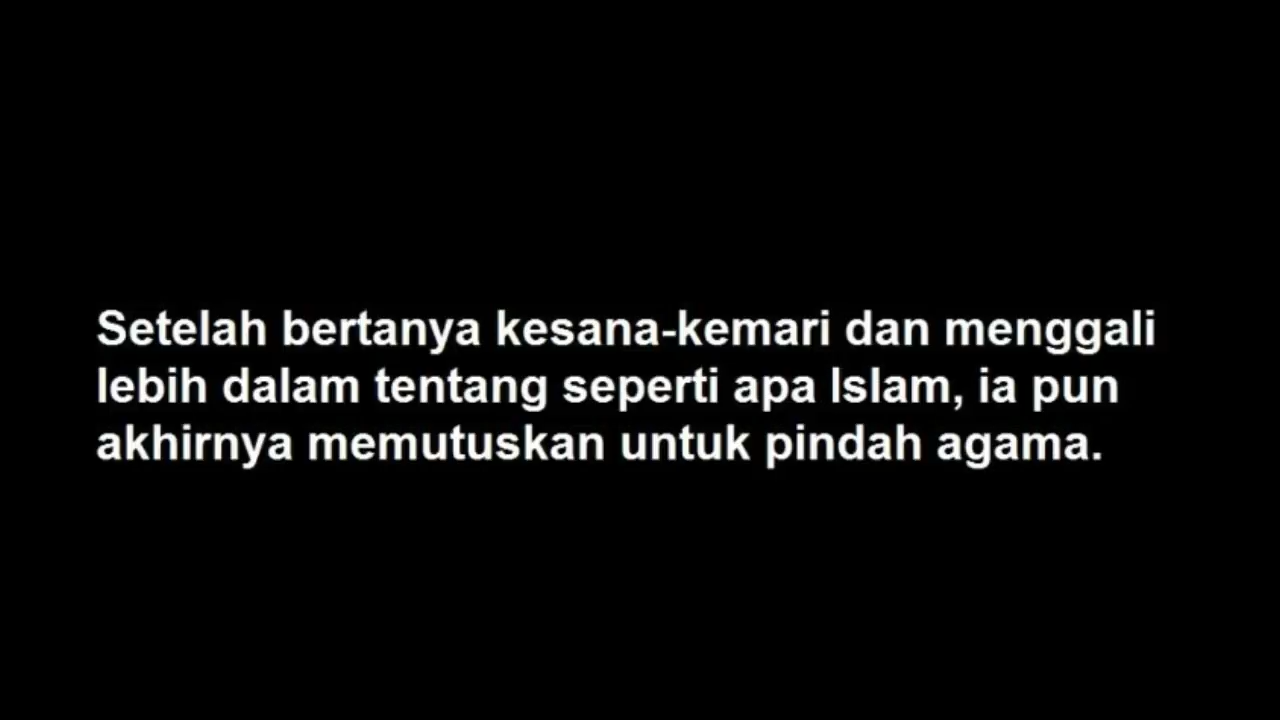 Setelah bertanya kesana-kemari dan menggali
lebih dalam tentang seperti apa Islam, ia pun
akhirnya memutuskan untuk pindah agama.